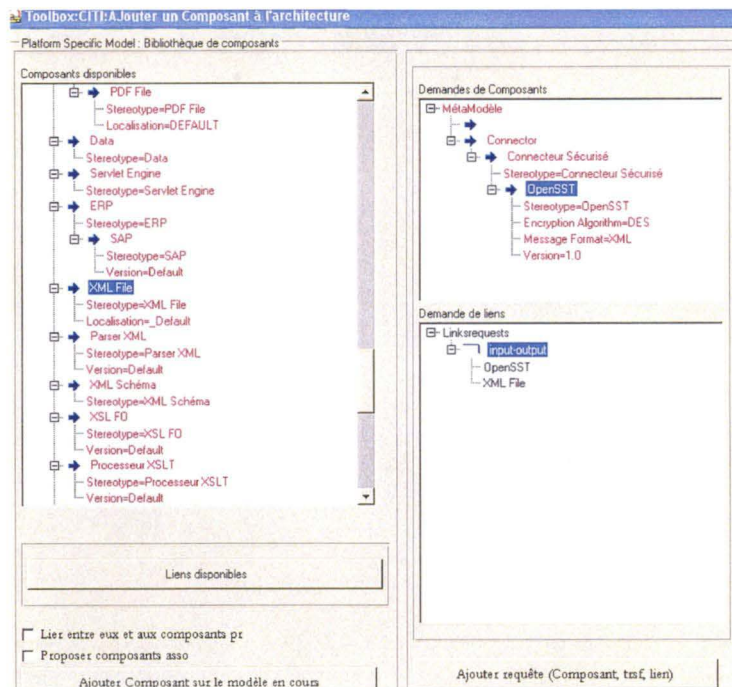 Toolbox:CITI:AJouter un Composant à l'architecture
Platform Specific Model : Bibliothèque de composants
Composants disponibles
PDF File
Stereotype=PDF File
Localisation=DEFAULT
Data
Stereotype=Data
Servlet Engine
Stereotype=Servlet Engine
ERP
Stereotype=ERP
SAP
Stereotype=SAP
Version=Default
XML File
Stereotype=XML File
Localisation=_Default
Parser XML
Stereotype=Parser XML
Version=Default
XML Schéma
Stereotype=XML Schéma
XSL FO
Stereotype=XSL FO
Version=Default
Processeur XSLT
Stereotype=Processeur XSLT
Version=Default
Liens disponibles
Lier entre eux et aux composants pr
Proposer composants asso
Ajouter Composant sur le modèle en cours
Demandes de Composants
MétaModèle
Connector
Connecteur Sécurisé
Stereotype=Connecteur Sécurisé
OpenSST
Stereotype=OpenSST
Encryption Algorithm=DES
Message Format=XML
Version=1.0
Demande de liens
Linksrequests
input-output
OpenSST
XML File
Ajouter requête (Composant, trsf, lien)